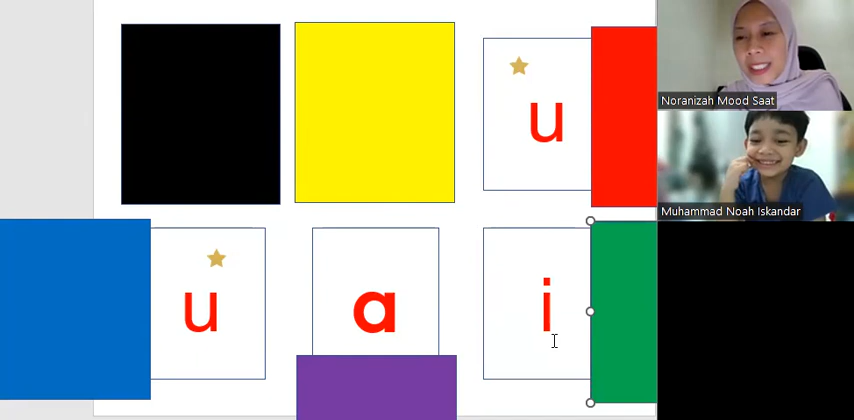 u
Noranizah Mood Saat
Muhammad Noah Iskandar
u a i